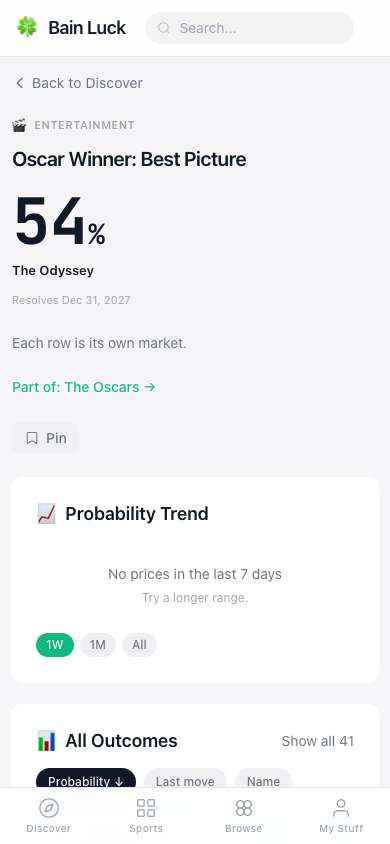 Bain Luck
Search...
Back to Discover
ENTERTAINMENT
Oscar Winner: Best Picture
54%
The Odyssey
Resolves Dec 31, 2027
Each row is its own market.
Part of: The Oscars →
Pin
Probability Trend
No prices in the last 7 days
Try a longer range.
1W 1M All
All Outcomes Show all 41
Probability ↓ Last move Name
Discover Sports Browse My Stuff